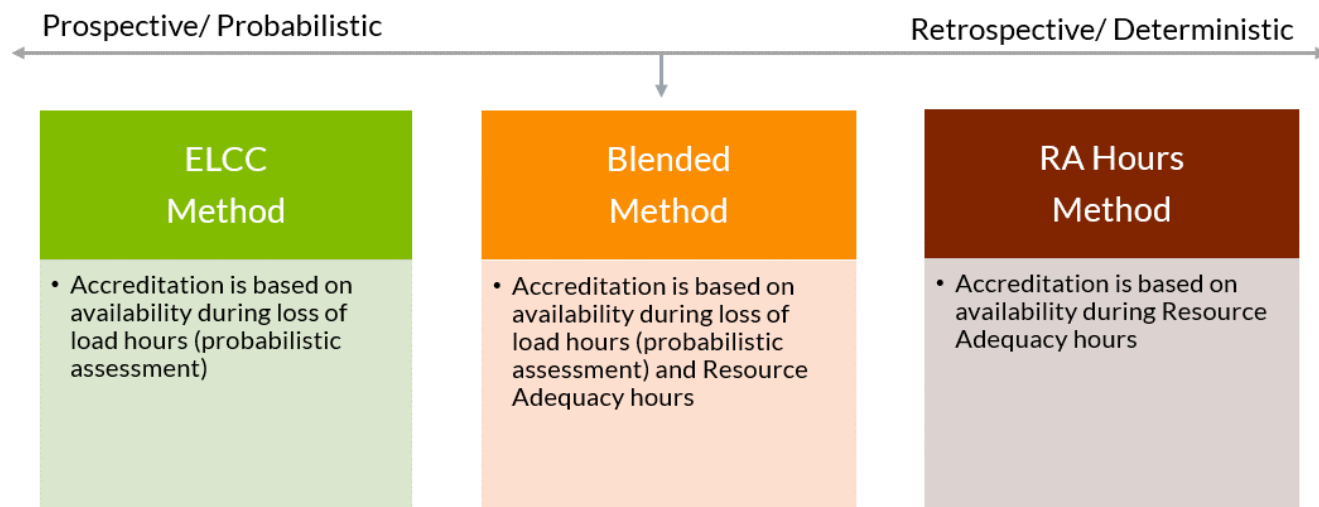 Prospective/ Probabilistic
Retrospective/ Deterministic
ELCC
Method
• Accreditation is based on
availability during loss of
load hours (probabilistic
assessment)
Blended
Method
• Accreditation is based on
availability during loss of
load hours (probabilistic
assessment) and Resource
Adequacy hours
RA Hours
Method
• Accreditation is based on
availability during Resource
Adequacy hours